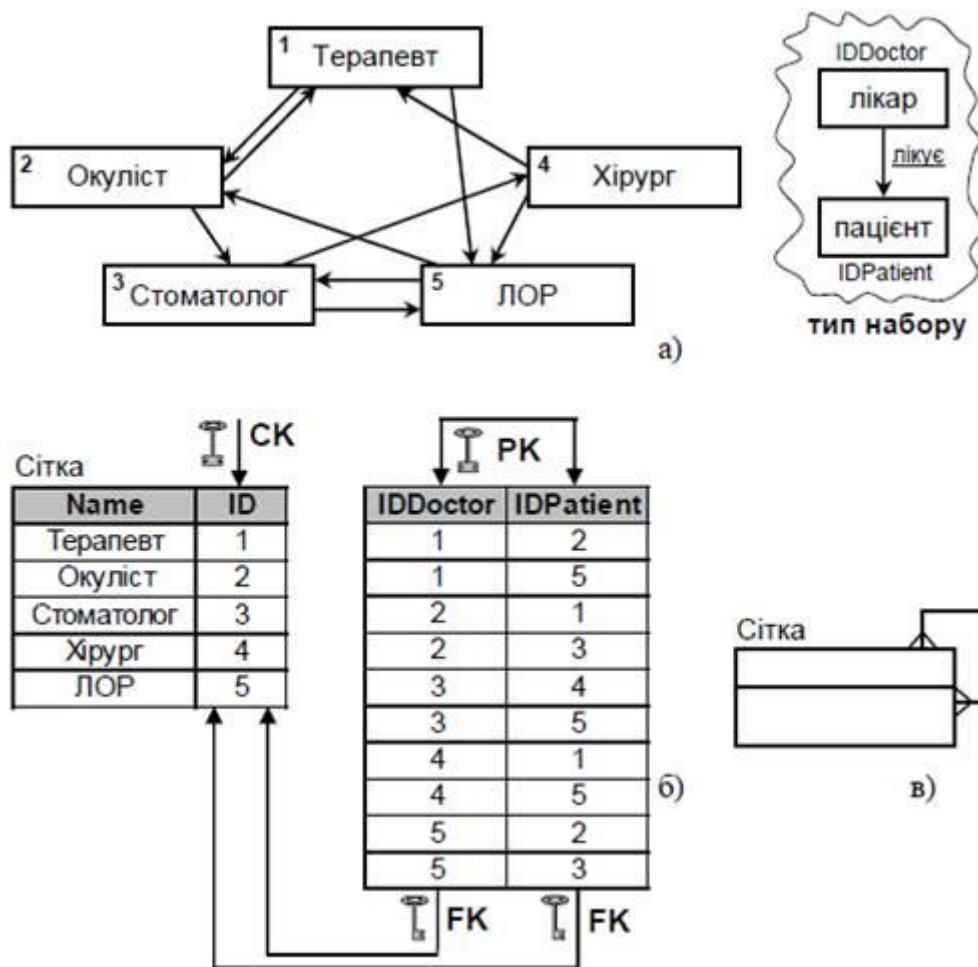 1 Терапевт
2 Окуліст
4 Хірург
3 Стоматолог
5 ЛОР
а)
IDDoctor
лікар
лікує
пацієнт
IDPatient
тип набору
CK
Сітка
Name ID
Терапевт 1
Окуліст 2
Стоматолог 3
Хірург 4
ЛОР 5
PK
IDDoctor IDPatient
1 2
1 5
2 1
2 3
3 4
3 5
4 1
4 5
5 2
5 3
FK FK
б)
Сітка
в)